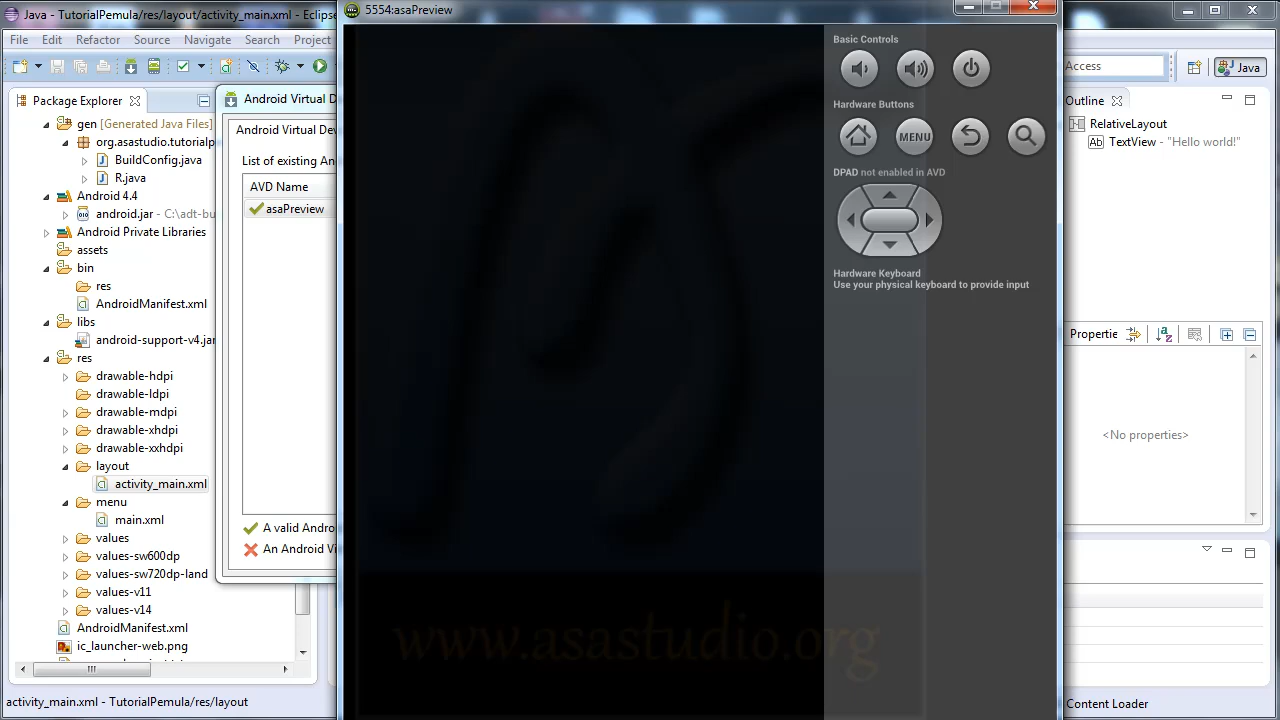 Java - TutorialPemula/res/layout/activity_main.xml - Eclipse
File Edit Refactor Source Navigate Search Project
Access
Java
Package Explorer
gen [Generated Java Files]
org.asastudio.tutorialp
BuildConfig.java
R.java
Android 4.4
android.jar - C:\adt-bu
Android Private Libraries
assets
bin
res
AndroidManifest.xml
libs
android-support-v4.jar
res
drawable-hdpi
drawable-ldpi
drawable-mdpi
drawable-xhdpi
drawable-xxhdpi
layout
activity_main.xml
menu
main.xml
values
values-sw600dp
values-sw720dp-land
values-v11
values-v14
AndroidManifest.xml
ic_launcher-web.png
activity_main.xml - TutorialPemula/res/layout
Android Virtual D
Android Virtual Dev
List of existing An
AVD Name
asaPreview
A valid Andro
An Android Vi
5554:asaPreview
Basic Controls
Hardware Buttons
MENU
DPAD not enabled in AVD
Hardware Keyboard
Use your physical keyboard to provide input
www.asastudio.org
Outline
RelativeLayout
Ab TextView - "Hello world!"
Propertie
<No properties>
Content Loader